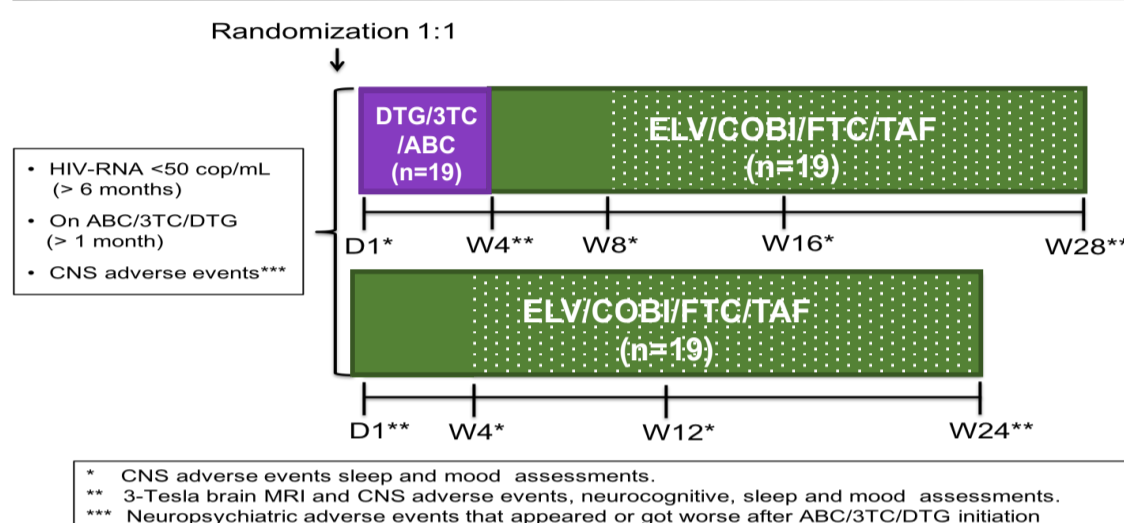 Randomization 1:1
• HIV-RNA <50 cop/mL
(> 6 months)
• On ABC/3TC/DTG
(> 1 month)
• CNS adverse events***
DTG/3TC
/ABC
(n=19)
ELV/COBI/FTC/TAF
(n=19)
D1*
W4**
W8*
W16*
W28**
ELV/COBI/FTC/TAF
(n=19)
D1**
W4*
W12*
W24**
* CNS adverse events sleep and mood assessments.
** 3-Tesla brain MRI and CNS adverse events, neurocognitive, sleep and mood assessments.
*** Neuropsychiatric adverse events that appeared or got worse after ABC/3TC/DTG initiation